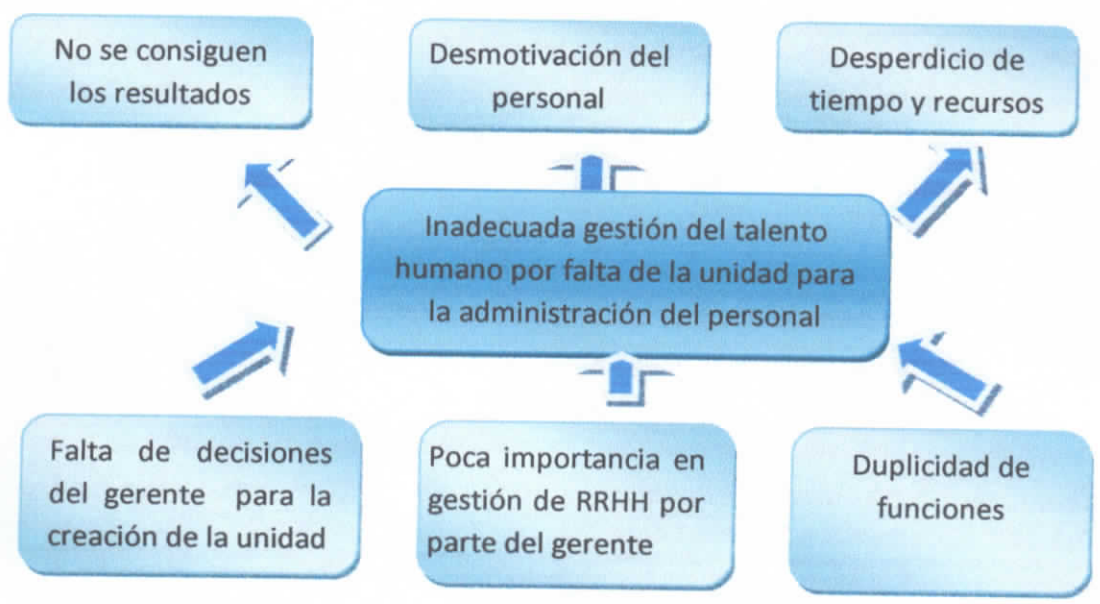 No se consiguen
los resultados
Desmotivación del
personal
Desperdicio de
tiempo y recursos
Inadecuada gestión del talento
humano por falta de la unidad para
la administración del personal
Falta de decisiones
del gerente para la
creación de la unidad
Poca importancia en
gestión de RRHH por
parte del gerente
Duplicidad de
funciones